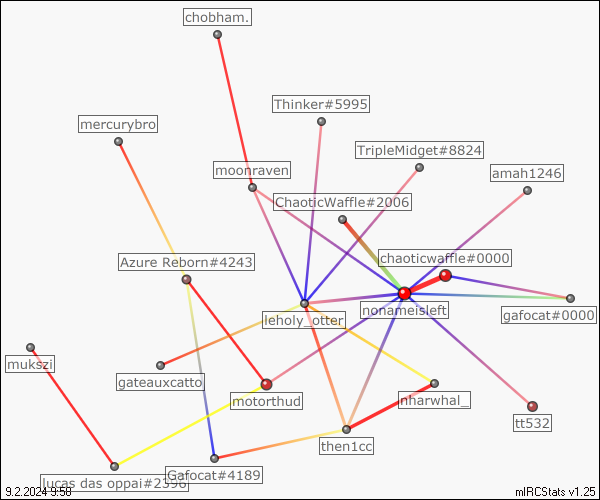 chobham.
Thinker#5995
mercurybro
TripleMidget#8824
moonraven
amah1246
ChaoticWaffle#2006
chaoticwaffle#0000
Azure Reborn#4243
nonameisleft
gafocat#0000
leholy_otter
mukszi
gateauxcatto
motorthud
nharwhal_
tt532
then1cc
Gafocat#4189
lucas das oppai#2396
9.2.2024 9:58
mIRCStats v1.25